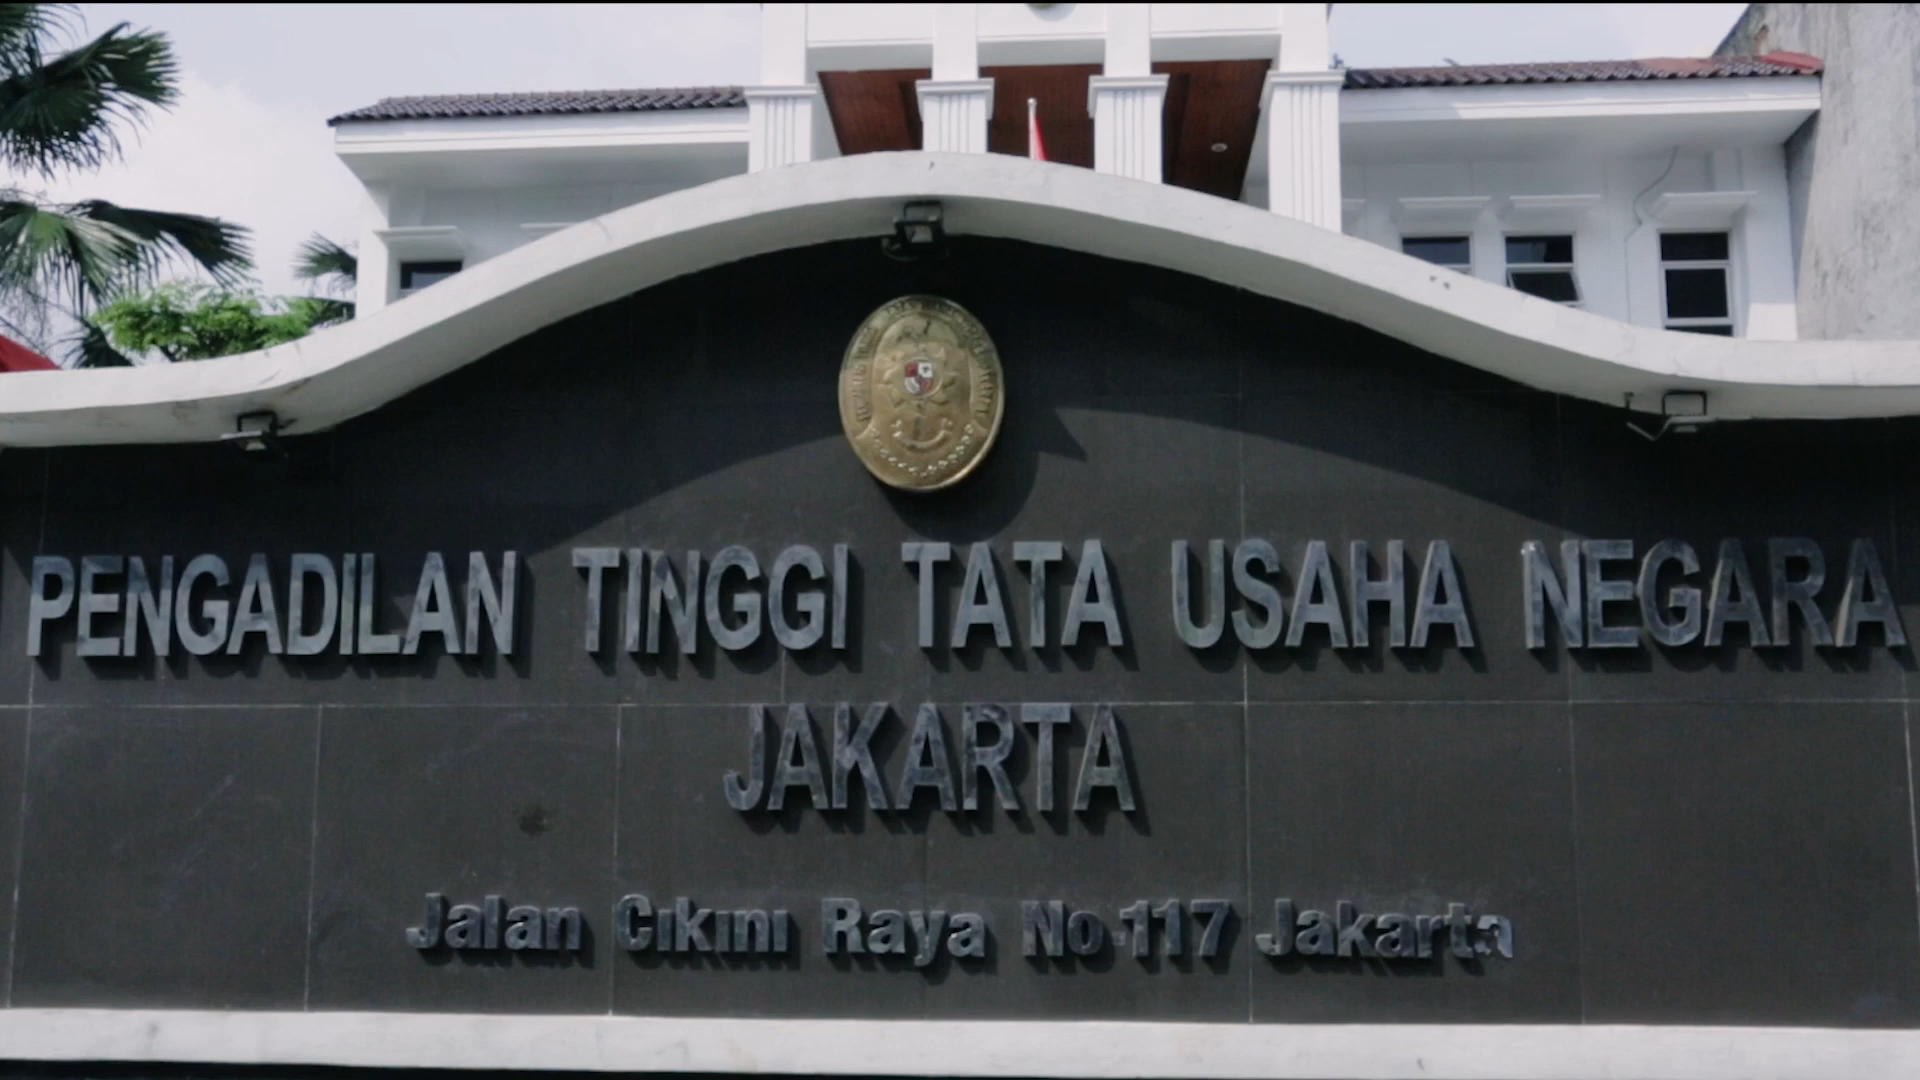 PENGADILAN TINGGI TATA USAHA NEGARA
JAKARTA
Jalan Cikini Raya No.117 Jakarta